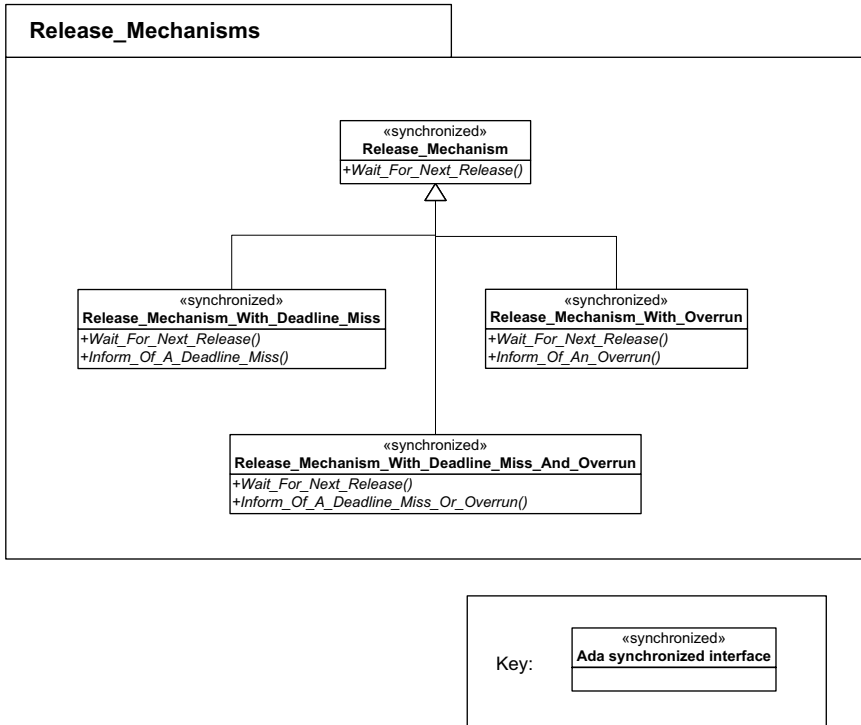 Release_Mechanisms
«synchronized»
Release_Mechanism
+Wait_For_Next_Release()
«synchronized»
Release_Mechanism_With_Deadline_Miss
+Wait_For_Next_Release()
+Inform_Of_A_Deadline_Miss()
«synchronized»
Release_Mechanism_With_Overrun
+Wait_For_Next_Release()
+Inform_Of_An_Overrun()
«synchronized»
Release_Mechanism_With_Deadline_Miss_And_Overrun
+Wait_For_Next_Release()
+Inform_Of_A_Deadline_Miss_Or_Overrun()
Key:
«synchronized»
Ada synchronized interface